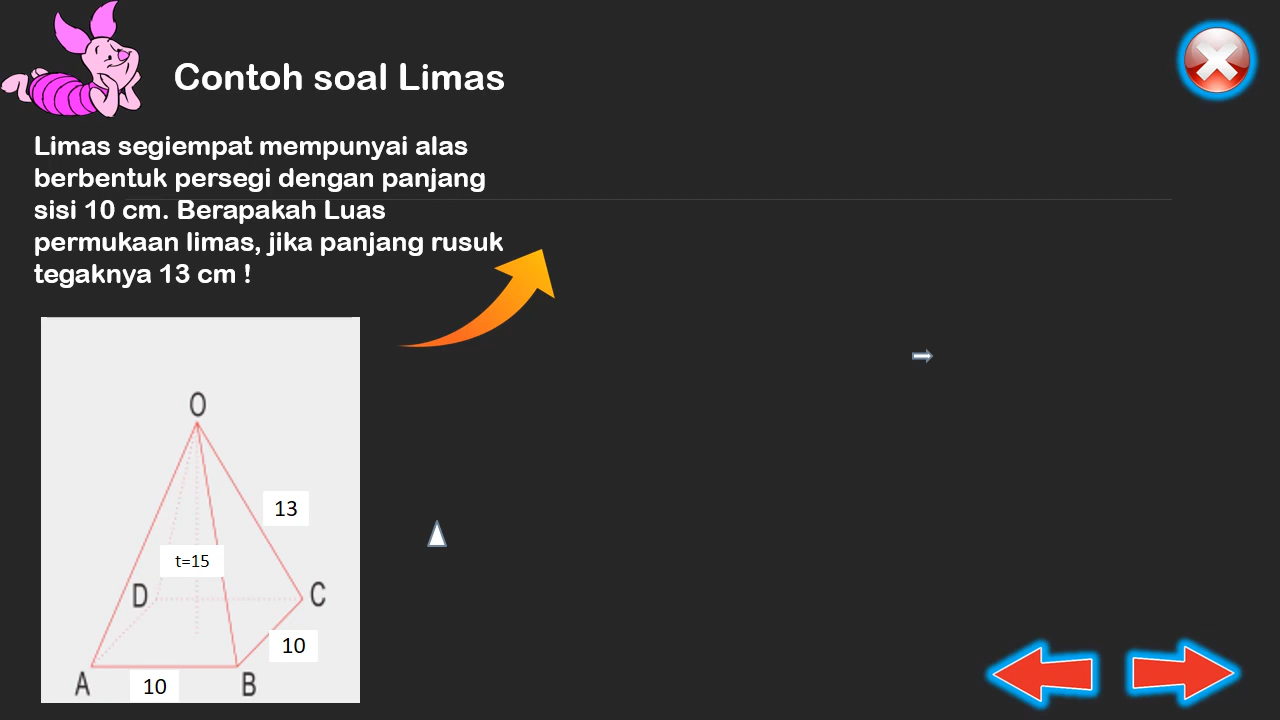 Contoh soal Limas
Limas segiempat mempunyai alas
berbentuk persegi dengan panjang
sisi 10 cm. Berapakah Luas
permukaan limas, jika panjang rusuk
tegaknya 13 cm !
O
13
t=15
D
C
10
A
10
B